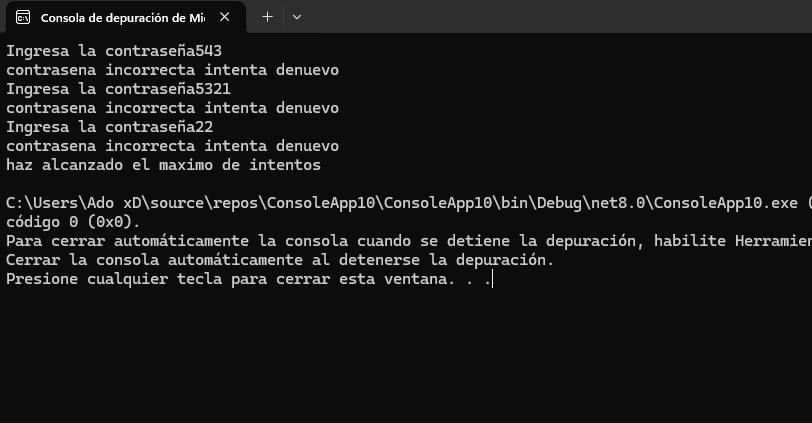 Consola de depuración de Mi
Ingresa la contraseña543
contrasena incorrecta intenta denuevo
Ingresa la contraseña5321
contrasena incorrecta intenta denuevo
Ingresa la contraseña22
contrasena incorrecta intenta denuevo
haz alcanzado el maximo de intentos
C:\Users\Ado xD\source\repos\ConsoleApp10\ConsoleApp10\bin\Debug\net8.0\ConsoleApp10.exe (
código 0 (0x0).
Para cerrar automáticamente la consola cuando se detiene la depuración, habilite Herramien
Cerrar la consola automáticamente al detenerse la depuración.
Presione cualquier tecla para cerrar esta ventana. . .